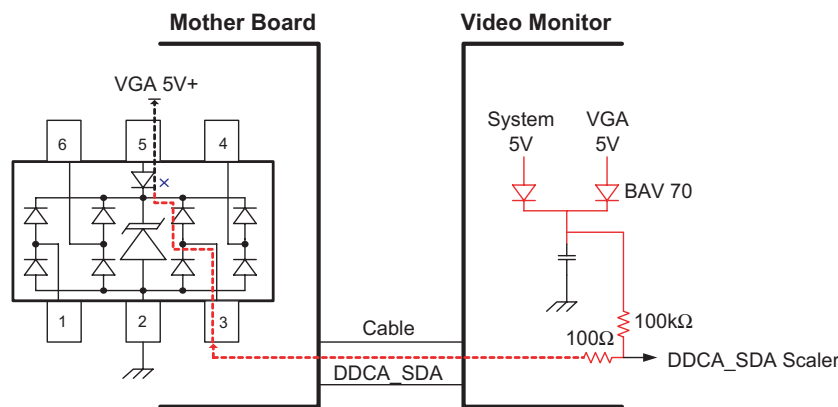 Mother Board
Video Monitor
VGA 5V+
System
5V
VGA
5V
6
5
4
×
BAV 70
1
2
3
Cable
100Ω
100kΩ
DDCA_SDA
DDCA_SDA Scaler